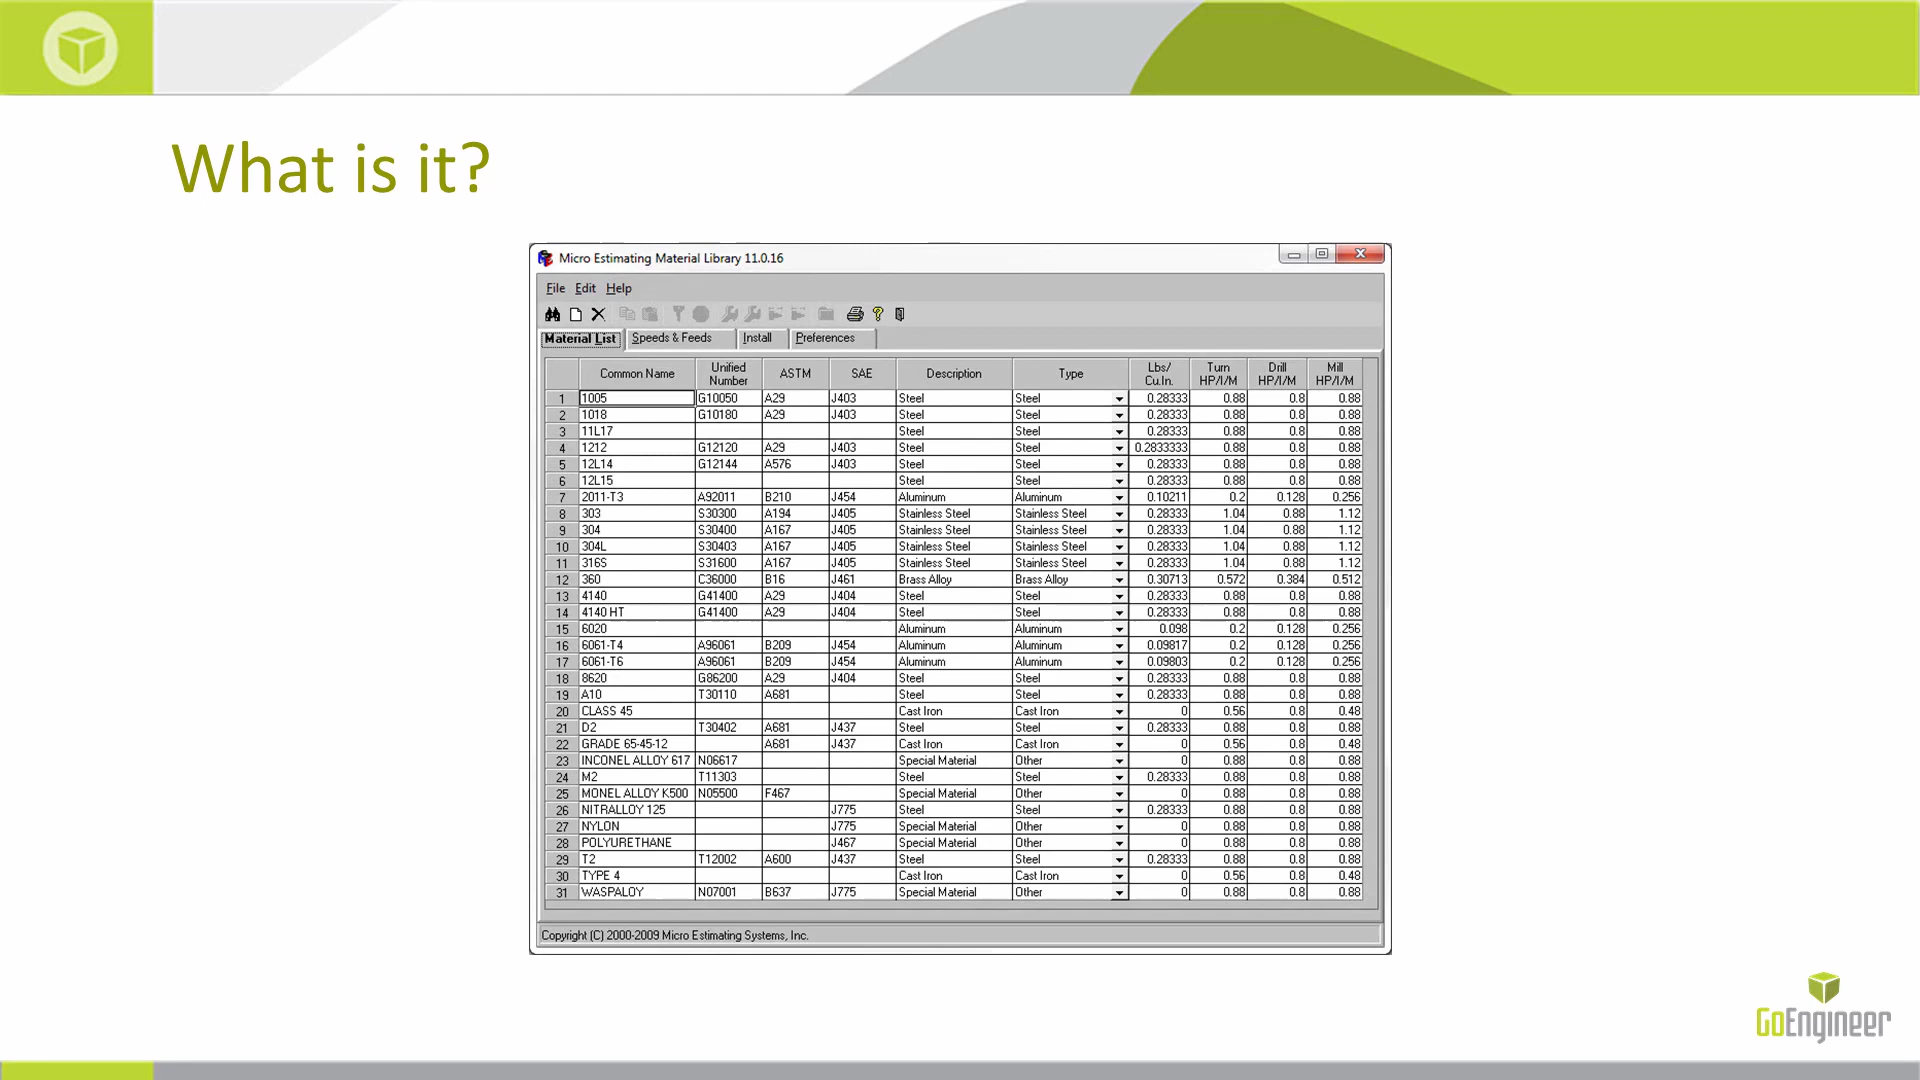 What is it?
Micro Estimating Material Library 11.0.16
File Edit Help
Material List Speeds & Feeds Install Preferences
Common Name Unified Number ASTM SAE Description Type Lbs/ Cu.In. Turn HP/I/M Drill HP/I/M Mill HP/I/M
1 1005 G10050 A29 J403 Steel Steel 0.28333 0.88 0.8 0.88
2 1018 G10180 A29 J403 Steel Steel 0.28333 0.88 0.8 0.88
3 11L17 Steel Steel 0.28333 0.88 0.8 0.88
4 1212 G12120 A29 J403 Steel Steel 0.2833333 0.88 0.8 0.88
5 12L14 G12144 A576 J403 Steel Steel 0.28333 0.88 0.8 0.88
6 12L15 Steel Steel 0.28333 0.88 0.8 0.88
7 2011-T3 A92011 B210 J454 Aluminum Aluminum 0.10211 0.2 0.128 0.256
8 303 S30300 A194 J405 Stainless Steel Stainless Steel 0.28333 1.04 0.88 1.12
9 304 S30400 A167 J405 Stainless Steel Stainless Steel 0.28333 1.04 0.88 1.12
10 304L S30403 A167 J405 Stainless Steel Stainless Steel 0.28333 1.04 0.88 1.12
11 316S S31600 A167 J405 Stainless Steel Stainless Steel 0.28333 1.04 0.88 1.12
12 360 C36000 B16 J461 Brass Alloy Brass Alloy 0.30713 0.572 0.384 0.512
13 4140 G41400 A29 J404 Steel Steel 0.28333 0.88 0.8 0.88
14 4140 HT G41400 A29 J404 Steel Steel 0.28333 0.88 0.8 0.88
15 6020 Aluminum Aluminum 0.098 0.2 0.128 0.256
16 6061-T4 A96061 B209 J454 Aluminum Aluminum 0.09817 0.2 0.128 0.256
17 6061-T6 A96061 B209 J454 Aluminum Aluminum 0.09803 0.2 0.128 0.256
18 8620 G86200 A29 J404 Steel Steel 0.28333 0.88 0.8 0.88
19 A10 T30110 A681 Steel Steel 0.28333 0.88 0.8 0.88
20 CLASS 45 Cast Iron Cast Iron 0 0.56 0.8 0.48
21 D2 T30402 A681 J437 Steel Steel 0.28333 0.88 0.8 0.88
22 GRADE 65-45-12 A681 J437 Cast Iron Cast Iron 0 0.56 0.8 0.48
23 INCONEL ALLOY 617 N06617 Special Material Other 0 0.88 0.8 0.88
24 M2 T11303 Steel Steel 0.28333 0.88 0.8 0.88
25 MONEL ALLOY K500 N05500 F467 Special Material Other 0 0.88 0.8 0.88
26 NITRALLOY 125 J775 Steel Steel 0.28333 0.88 0.8 0.88
27 NYLON J775 Special Material Other 0 0.88 0.8 0.88
28 POLYURETHANE J467 Special Material Other 0 0.88 0.8 0.88
29 T2 T12002 A600 J437 Steel Steel 0.28333 0.88 0.8 0.88
30 TYPE 4 Cast Iron Cast Iron 0 0.56 0.8 0.48
31 WASPALOY N07001 B637 J775 Special Material Other 0 0.88 0.8 0.88
Copyright (C) 2000-2009 Micro Estimating Systems, Inc.
GoEngineer